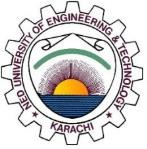 NED UNIVERSITY OF ENGINEERING & TECHNOLOGY
KARACHI